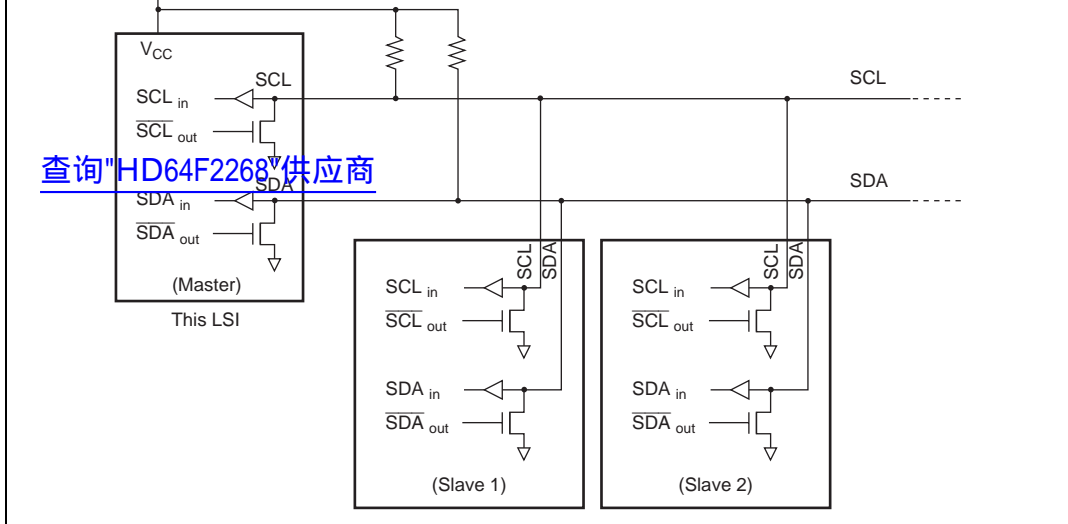 VCC
SCL
SCL in
SCL out
查询"HD64F2268"供应商
SDA
SDA in
SDA out
(Master)
This LSI
SCL
SDA
SCL
SDA
SCL in
SCL out
SDA in
SDA out
(Slave 1)
SCL
SDA
SCL in
SCL out
SDA in
SDA out
(Slave 2)